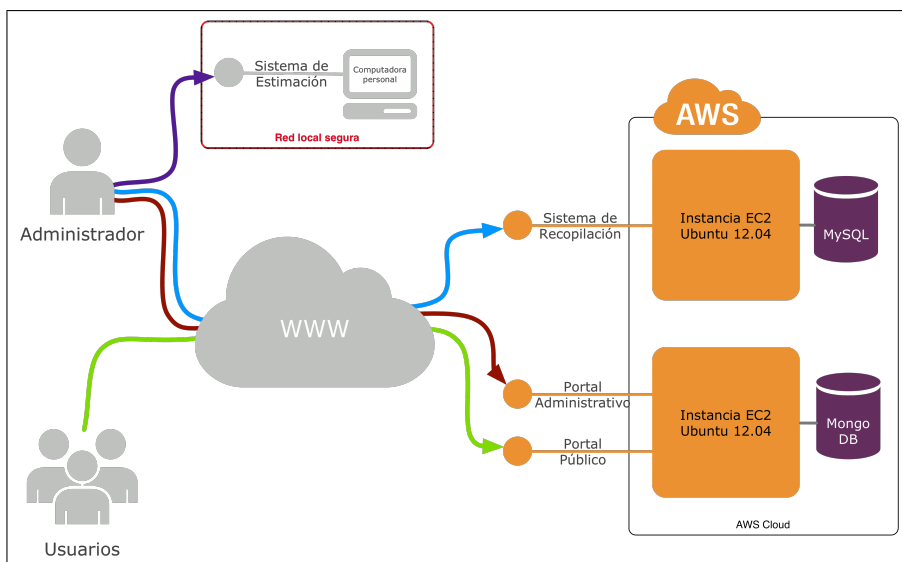 Sistema de
Estimación
Computadora
personal
Red local segura
Administrador
AWS
Sistema de
Recopilación
Instancia EC2
Ubuntu 12.04
MySQL
WWW
Portal
Administrativo
Instancia EC2
Ubuntu 12.04
Mongo
DB
Portal
Público
AWS Cloud
Usuarios